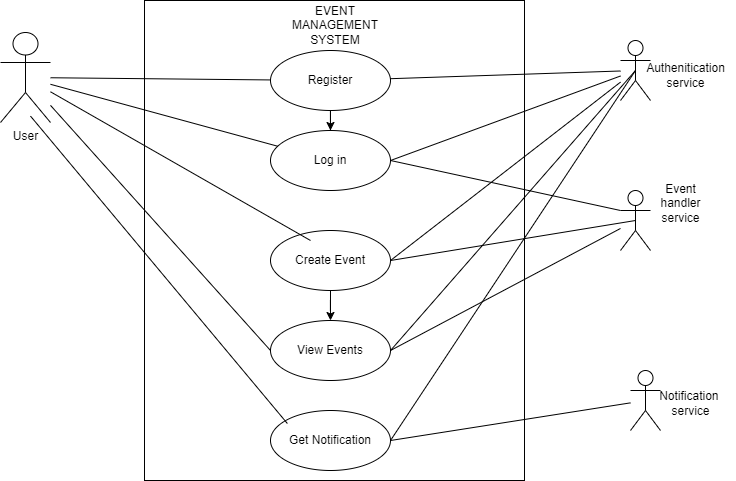 EVENT
MANAGEMENT
SYSTEM
Register
Authenitication
service
User
Log in
Event
handler
service
Create Event
View Events
Notification
service
Get Notification